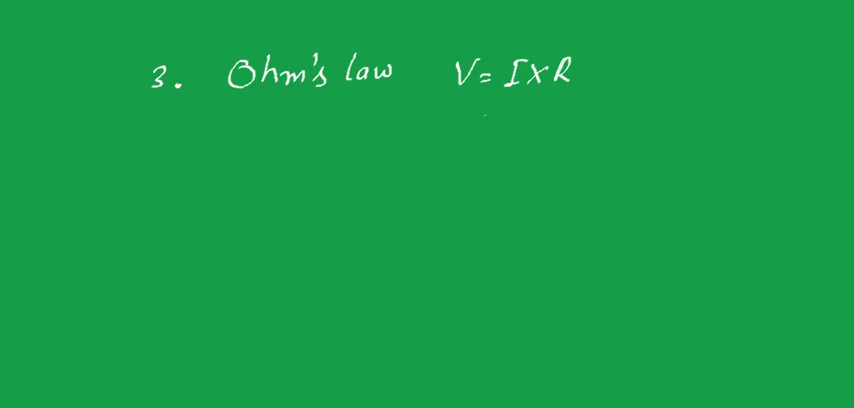 3. Ohm's law V = I×R